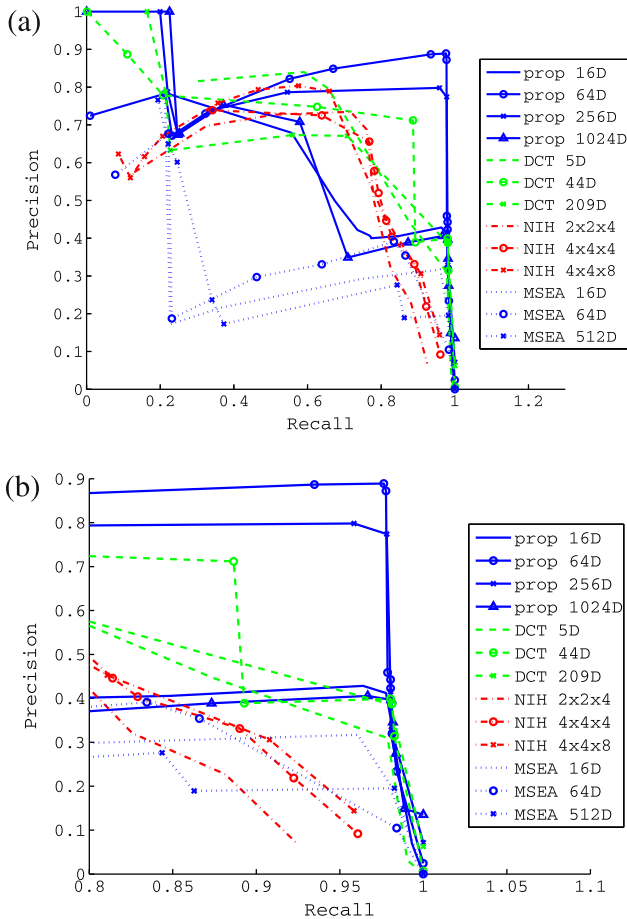 (a)
1
0.9
0.8
0.7
0.6
0.5
0.4
0.3
0.2
0.1
0
Precision
0 0.2 0.4 0.6 0.8 1 1.2
Recall
prop 16D
prop 64D
prop 256D
prop 1024D
DCT 5D
DCT 44D
DCT 209D
NIH 2x2x4
NIH 4x4x4
NIH 4x4x8
MSEA 16D
MSEA 64D
MSEA 512D
(b)
0.9
0.8
0.7
0.6
0.5
0.4
0.3
0.2
0.1
0
Precision
0.8 0.85 0.9 0.95 1 1.05 1.1
Recall
prop 16D
prop 64D
prop 256D
prop 1024D
DCT 5D
DCT 44D
DCT 209D
NIH 2x2x4
NIH 4x4x4
NIH 4x4x8
MSEA 16D
MSEA 64D
MSEA 512D